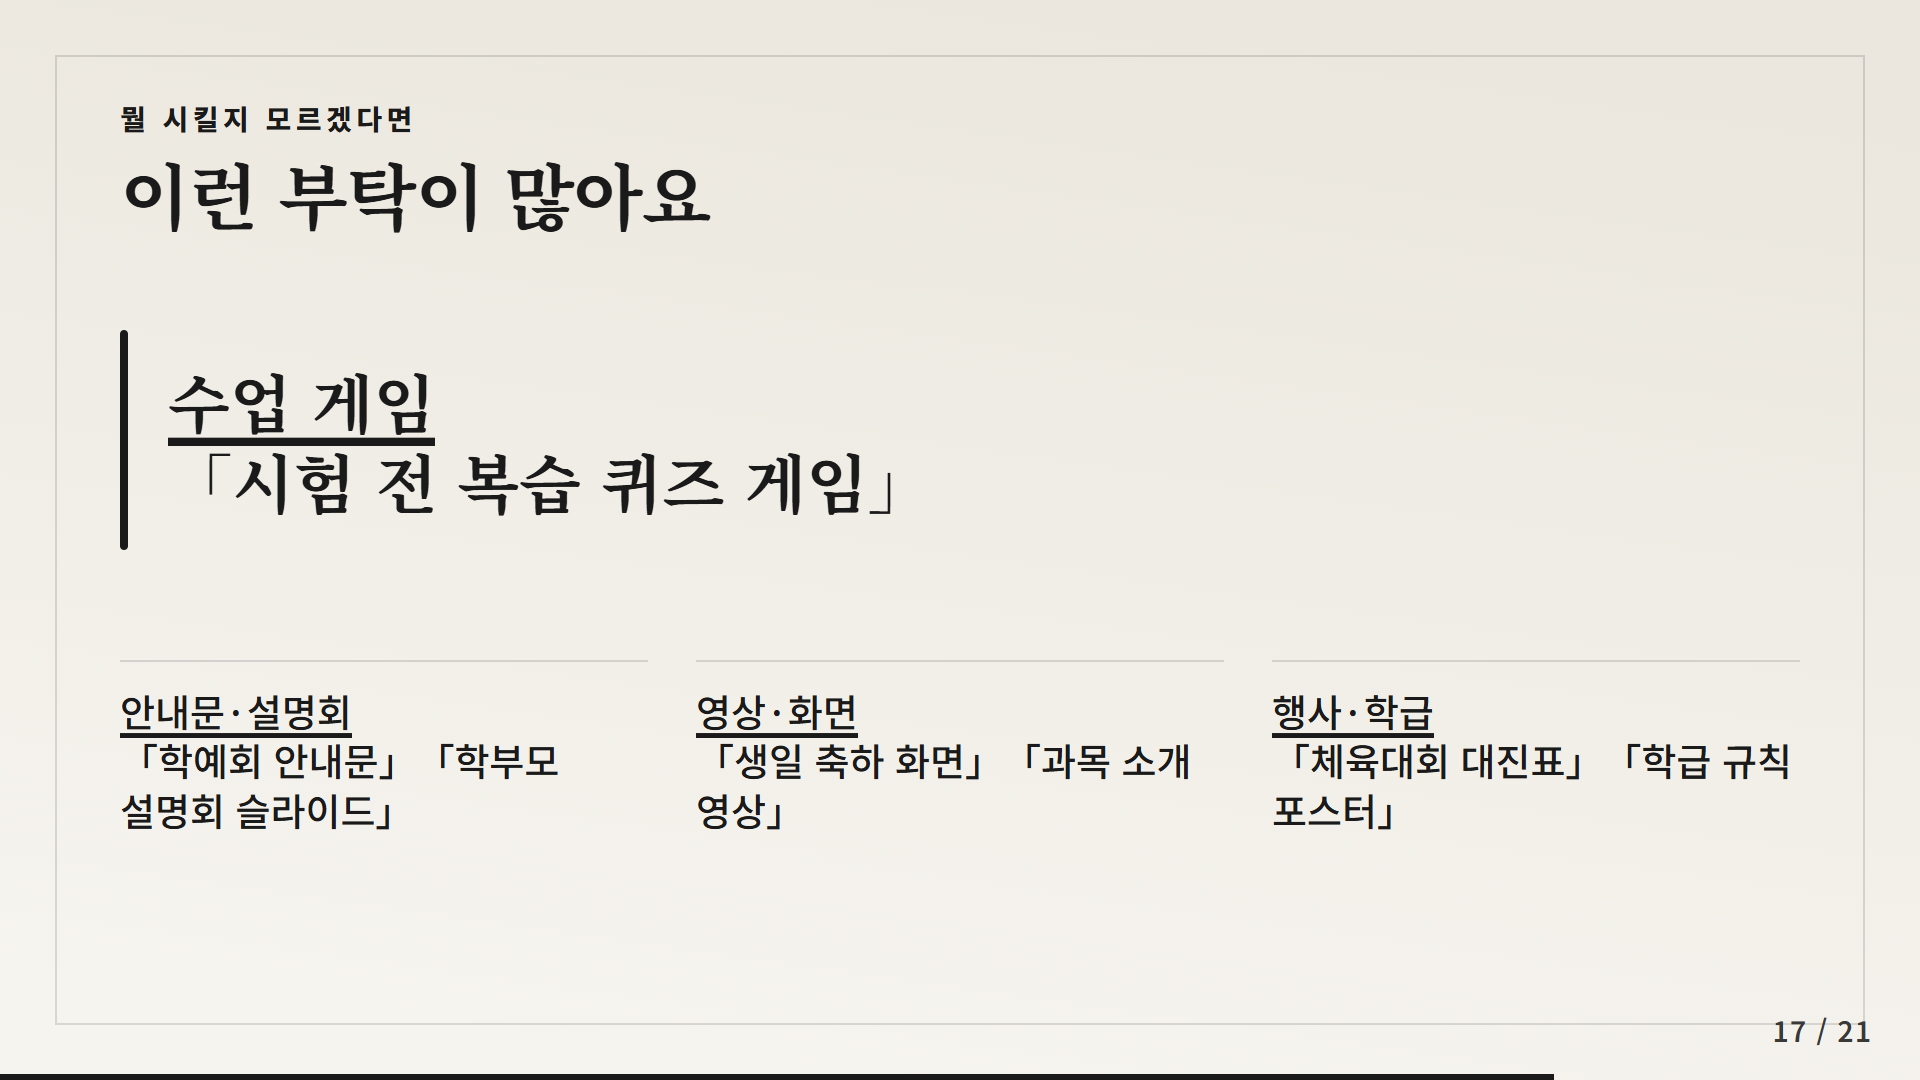 뭘 시킬지 모르겠다면
이런 부탁이 많아요
수업 게임
「시험 전 복습 퀴즈 게임」
안내문·설명회
「학예회 안내문」 「학부모
설명회 슬라이드」
영상·화면
「생일 축하 화면」 「과목 소개
영상」
행사·학급
「체육대회 대진표」 「학급 규칙
포스터」
17 / 21